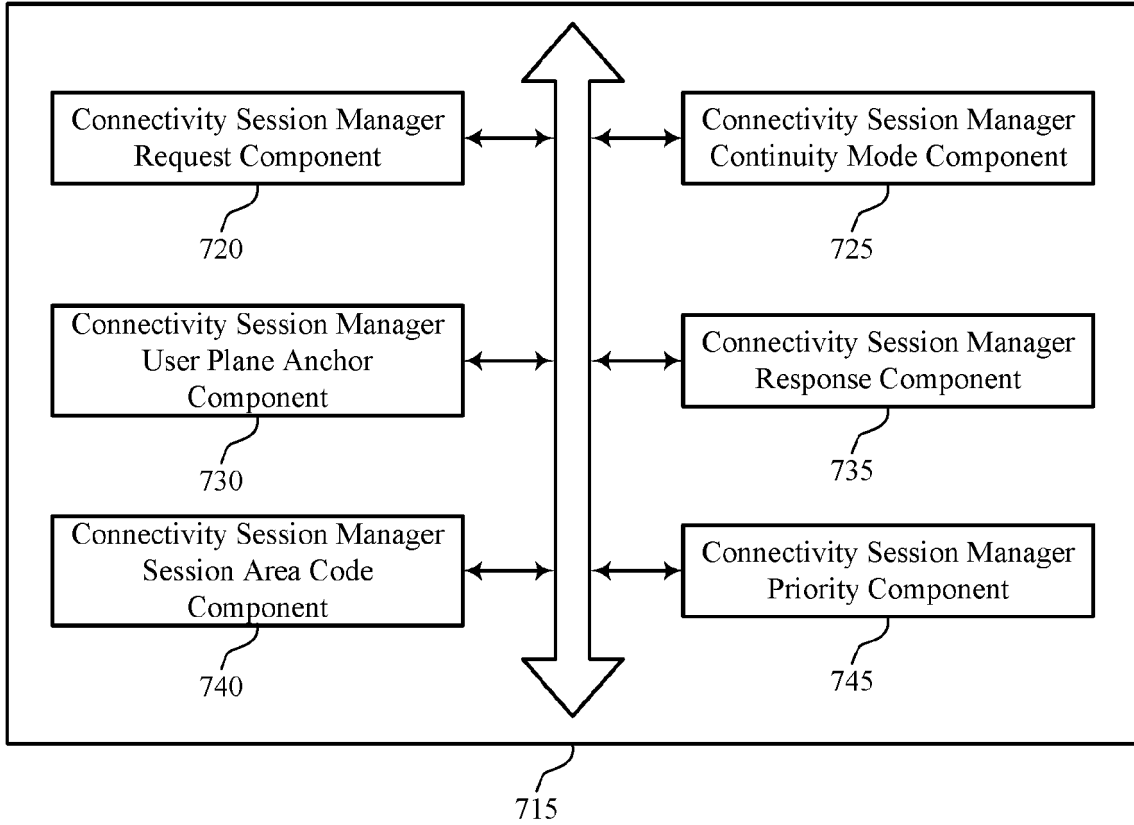 Connectivity Session Manager
Request Component
720
Connectivity Session Manager
Continuity Mode Component
725
Connectivity Session Manager
User Plane Anchor
Component
730
Connectivity Session Manager
Response Component
735
Connectivity Session Manager
Session Area Code
Component
740
Connectivity Session Manager
Priority Component
745
715